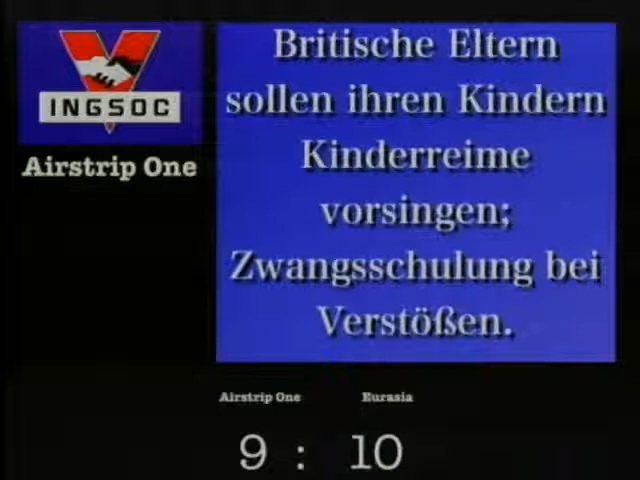 INGSOC
Airstrip One
Britische Eltern
sollen ihren Kindern
Kinderreime
vorsingen;
Zwangsschulung bei
Verstößen.
Airstrip One Eurasia
9 : 10